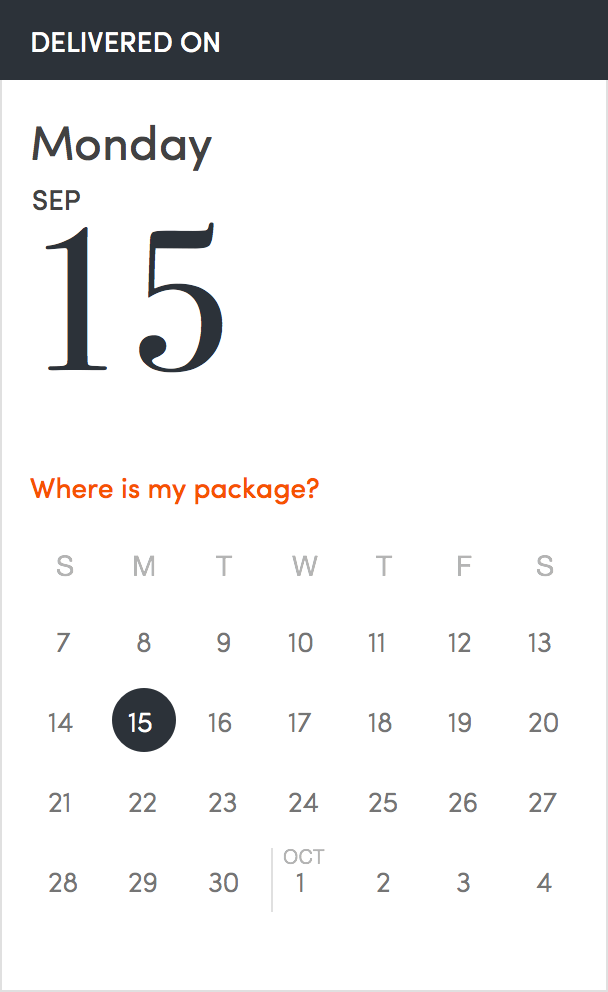 DELIVERED ON
Monday
SEP
15
Where is my package?
S M T W T F S
7 8 9 10 11 12 13
14 15 16 17 18 19 20
21 22 23 24 25 26 27
OCT
28 29 30 1 2 3 4